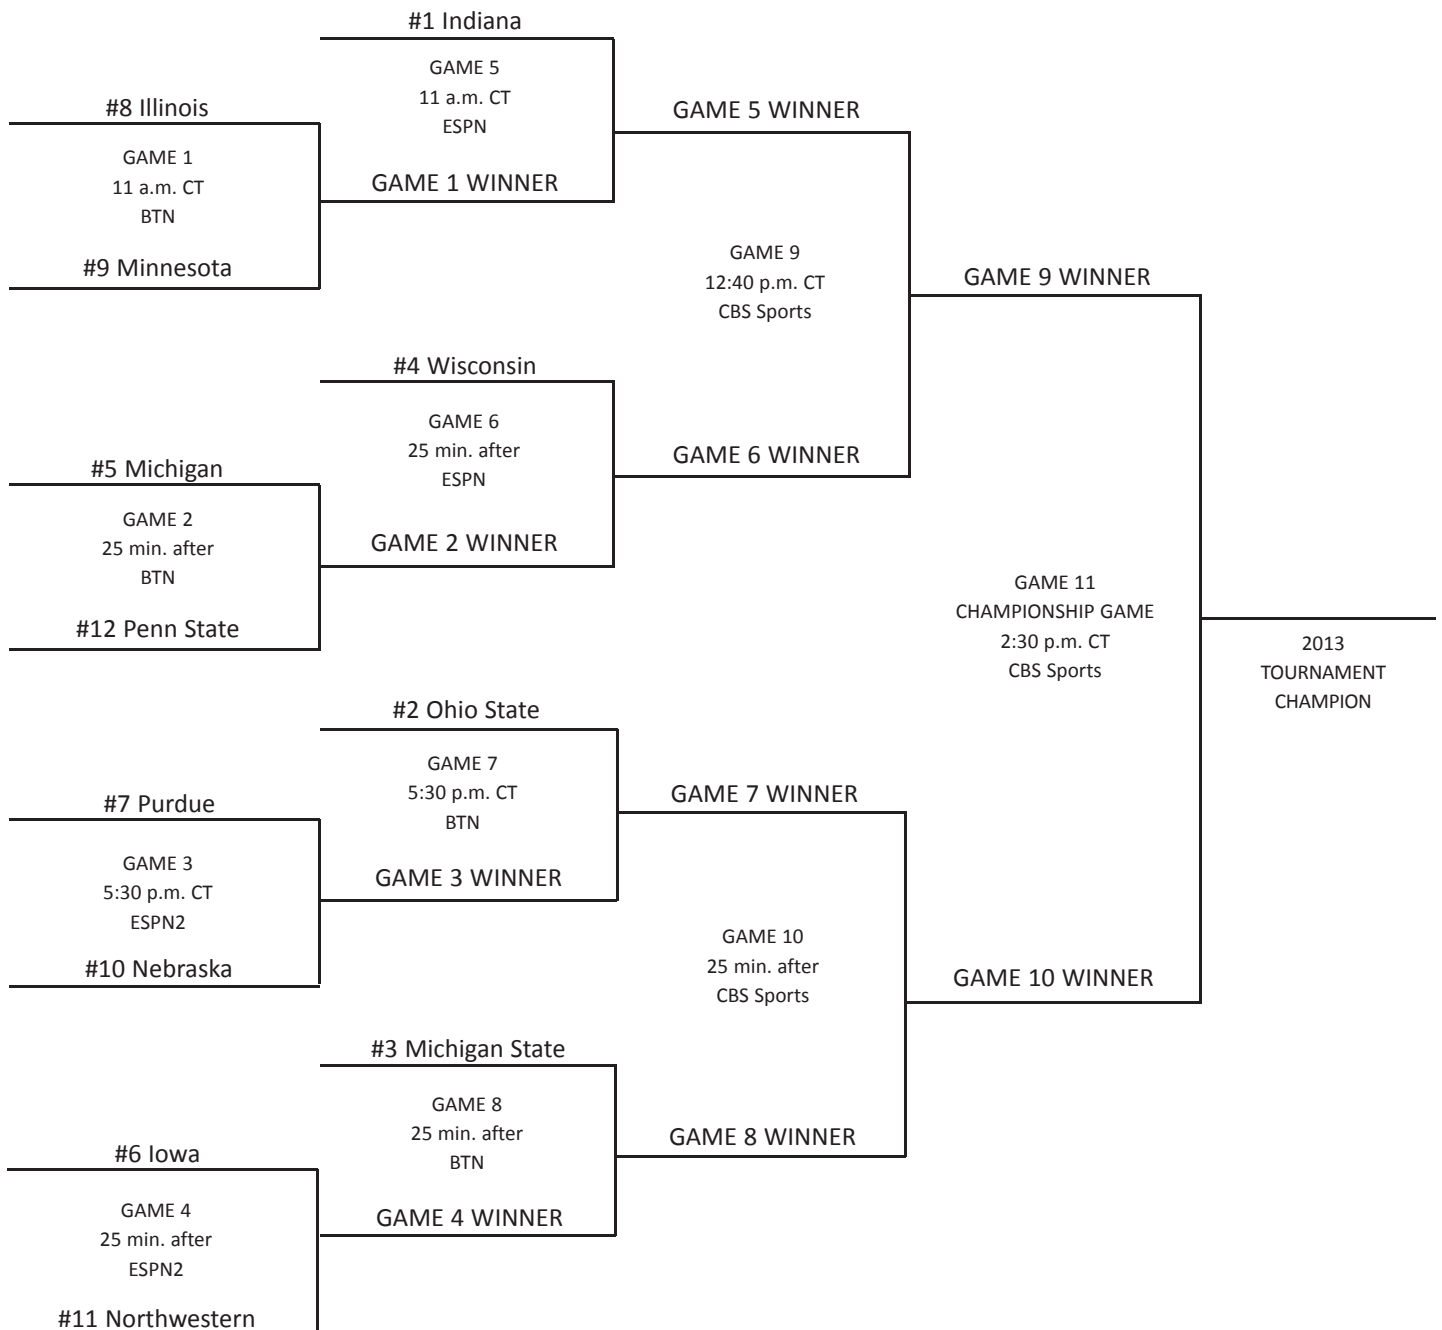 #1 Indiana
GAME 5
11 a.m. CT
ESPN
GAME 1 WINNER
#8 Illinois
GAME 1
11 a.m. CT
BTN
#9 Minnesota
GAME 5 WINNER
GAME 9
12:40 p.m. CT
CBS Sports
GAME 6 WINNER
#4 Wisconsin
GAME 6
25 min. after
ESPN
GAME 2 WINNER
#5 Michigan
GAME 2
25 min. after
BTN
#12 Penn State
GAME 9 WINNER
GAME 11
CHAMPIONSHIP GAME
2:30 p.m. CT
CBS Sports
GAME 10 WINNER
2013
TOURNAMENT
CHAMPION
#2 Ohio State
GAME 7
5:30 p.m. CT
BTN
GAME 3 WINNER
#7 Purdue
GAME 3
5:30 p.m. CT
ESPN2
#10 Nebraska
GAME 7 WINNER
GAME 10
25 min. after
CBS Sports
GAME 8 WINNER
#3 Michigan State
GAME 8
25 min. after
BTN
GAME 4 WINNER
#6 Iowa
GAME 4
25 min. after
ESPN2
#11 Northwestern